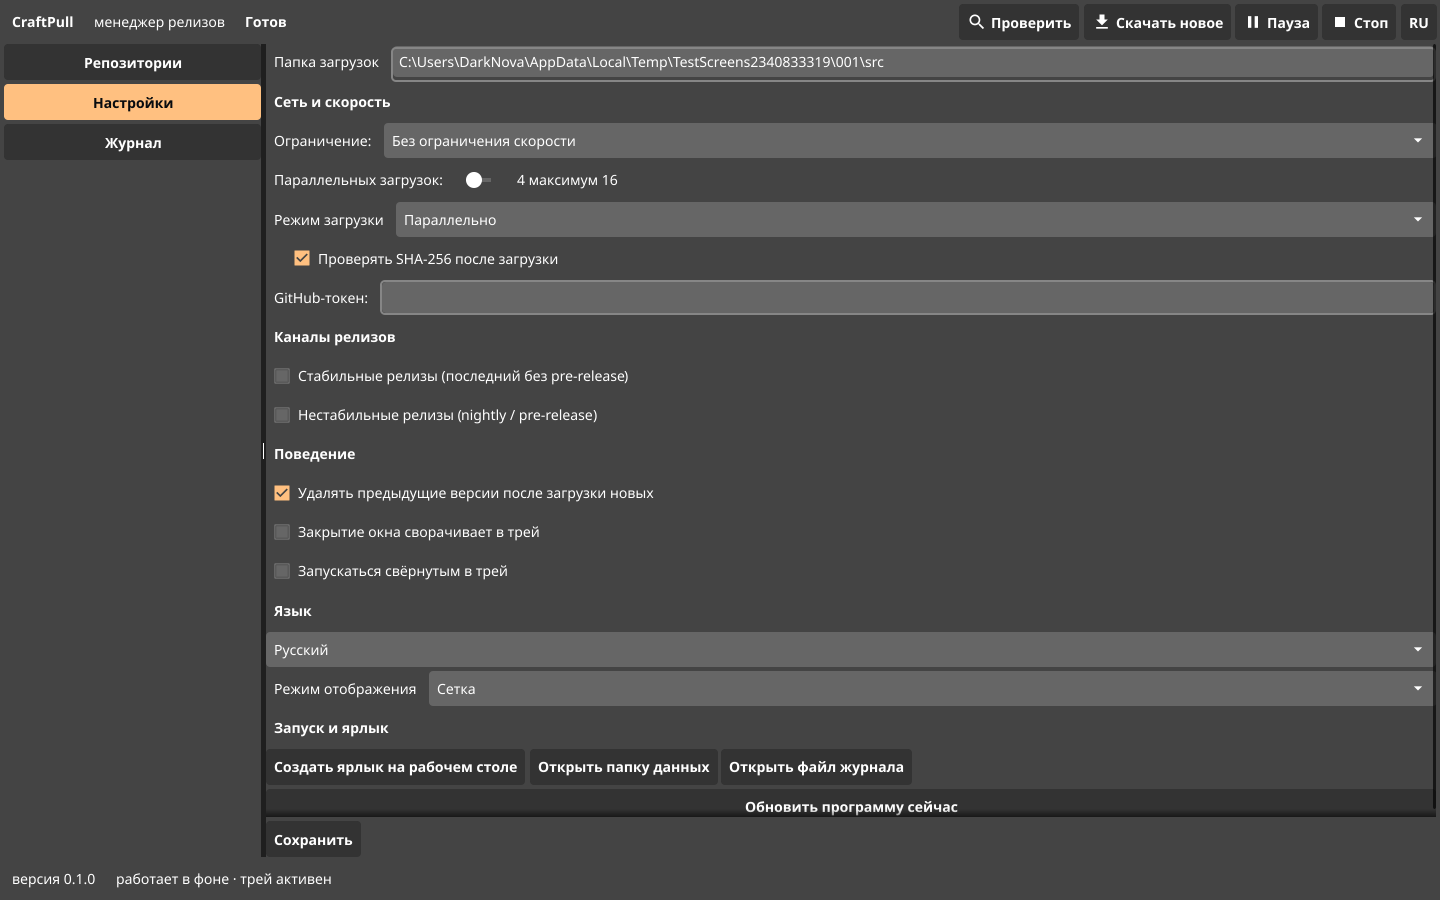 CraftPull менеджер релизов Готов Проверить Скачать новое Пауза Стоп RU
Репозитории
Настройки
Журнал
Папка загрузок C:\Users\DarkNova\AppData\Local\Temp\TestScreens2340833319\001\src
Сеть и скорость
Ограничение: Без ограничения скорости
Параллельных загрузок: 4 максимум 16
Режим загрузки Параллельно
Проверять SHA-256 после загрузки
GitHub-токен:
Каналы релизов
Стабильные релизы (последний без pre-release)
Нестабильные релизы (nightly / pre-release)
Поведение
Удалять предыдущие версии после загрузки новых
Закрытие окна сворачивает в трей
Запускаться свёрнутым в трей
Язык
Русский
Режим отображения Сетка
Запуск и ярлык
Создать ярлык на рабочем столе Открыть папку данных Открыть файл журнала
Обновить программу сейчас
Сохранить
версия 0.1.0 работает в фоне · трей активен